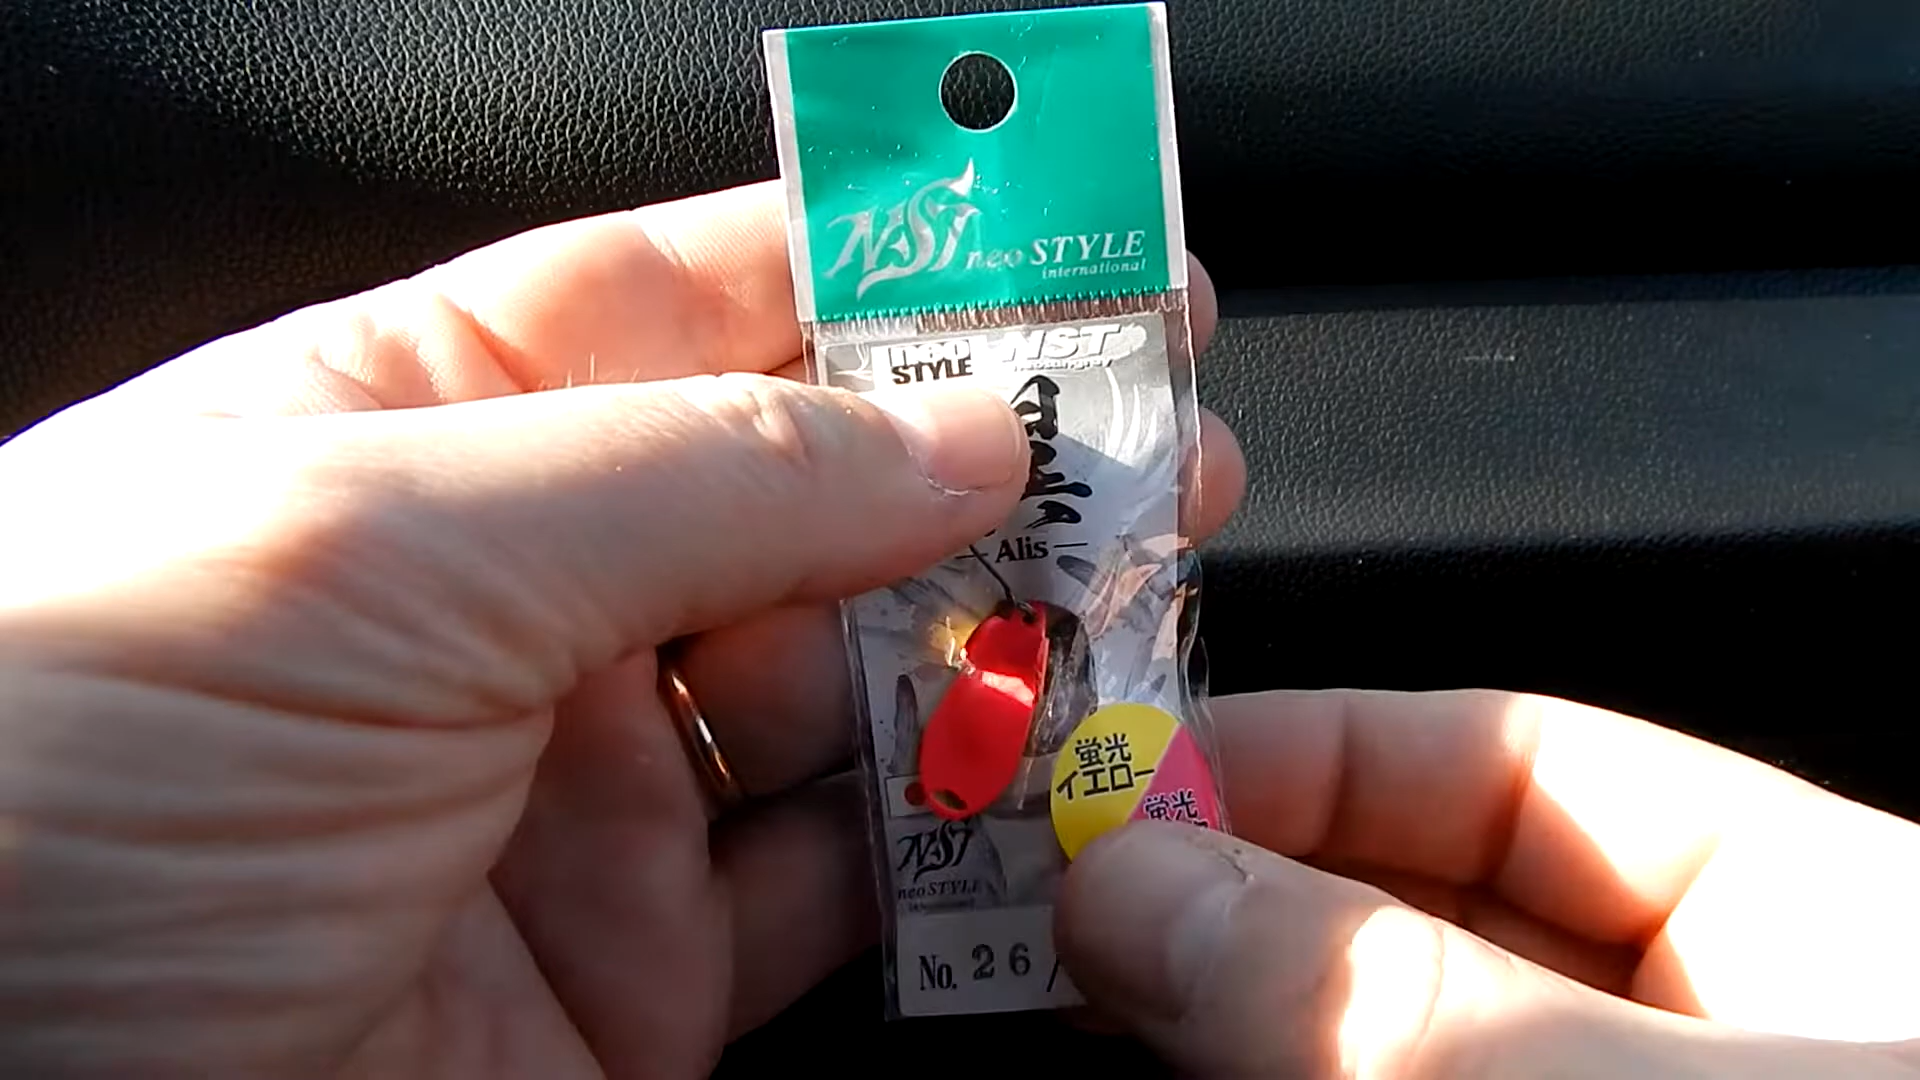 NST neo STYLE
international
neo
STYLE
NST
Alis
蛍光
イエロー
蛍光
NST
neo STYLE
No. 26 /